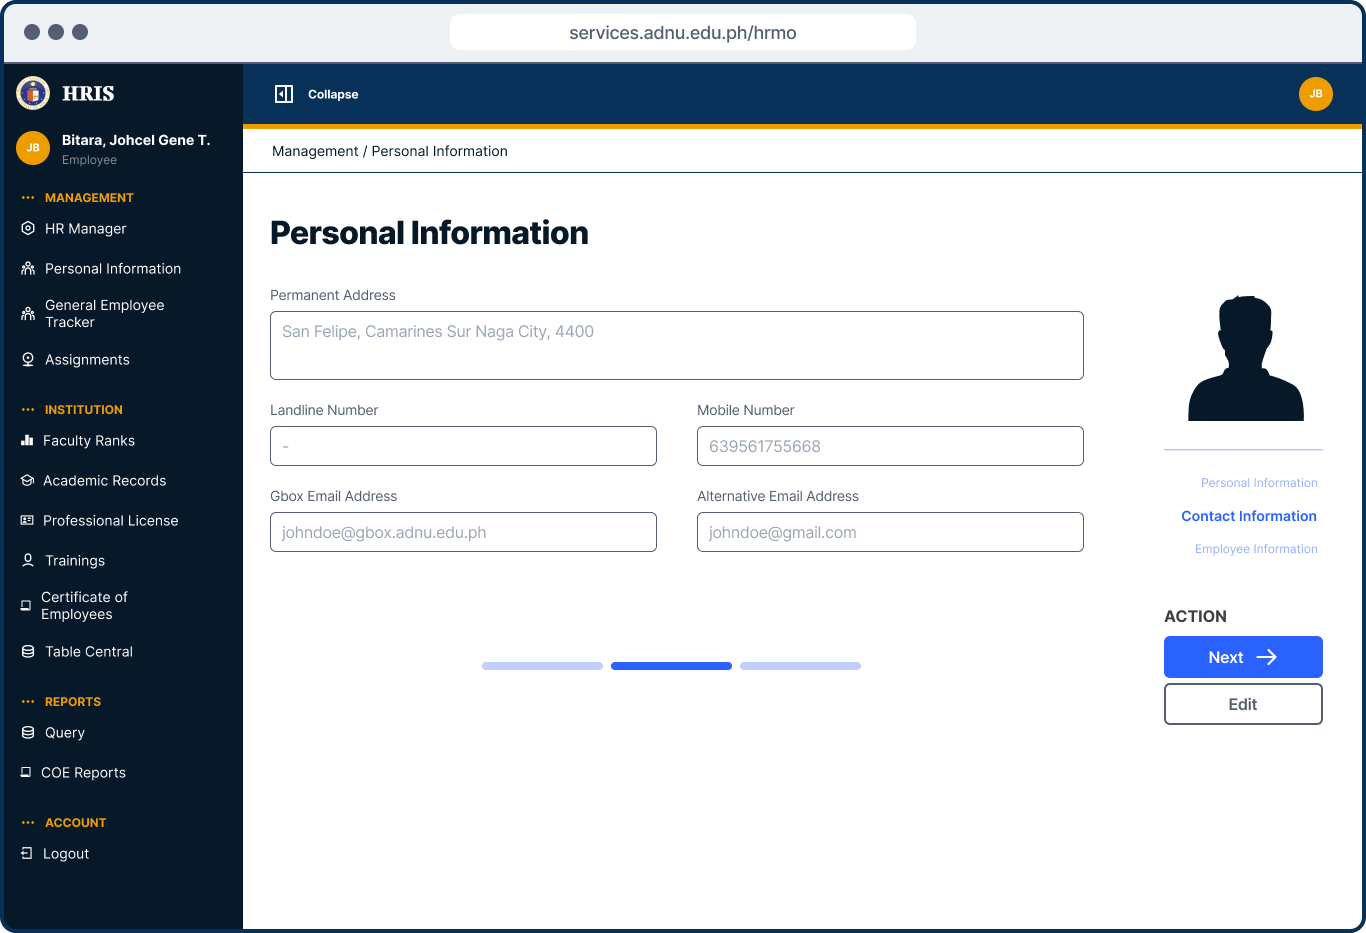 services.adnu.edu.ph/hrmo
HRIS
Collapse
JB
JB
Bitara, Johcel Gene T.
Employee
MANAGEMENT
HR Manager
Personal Information
General Employee
Tracker
Assignments
INSTITUTION
Faculty Ranks
Academic Records
Professional License
Trainings
Certificate of
Employees
Table Central
REPORTS
Query
COE Reports
ACCOUNT
Logout
Management / Personal Information
Personal Information
Permanent Address
San Felipe, Camarines Sur Naga City, 4400
Landline Number
-
Mobile Number
639561755668
Gbox Email Address
johndoe@gbox.adnu.edu.ph
Alternative Email Address
johndoe@gmail.com
Personal Information
Contact Information
Employee Information
ACTION
Next
Edit